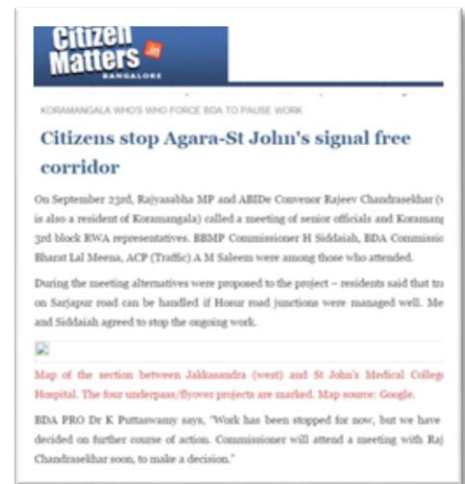 Citizen
Matters .in
BANGALORE
KORAMANGALA WHO'S WHO FORCE BDA TO PAUSE WORK
Citizens stop Agara-St John's signal free
corridor
On September 23rd, Rajyasabha MP and ABIDe Convenor Rajeev Chandrasekhar (
is also a resident of Koramangala) called a meeting of senior officials and Koramang
3rd block RWA representatives. BBMP Commissioner H Siddaiah, BDA Commissio
Bharat Lal Meena, ACP (Traffic) A M Saleem were among those who attended.
During the meeting alternatives were proposed to the project – residents said that tra
on Sarjapur road can be handled if Hosur road junctions were managed well. Me
and Siddaiah agreed to stop the ongoing work.
Map of the section between Jakkasandra (west) and St John's Medical College
Hospital. The four underpass/flyover projects are marked. Map source: Google.
BDA PRO Dr K Puttaswamy says, "Work has been stopped for now, but we have
decided on further course of action. Commissioner will attend a meeting with Raj
Chandrasekhar soon, to make a decision."